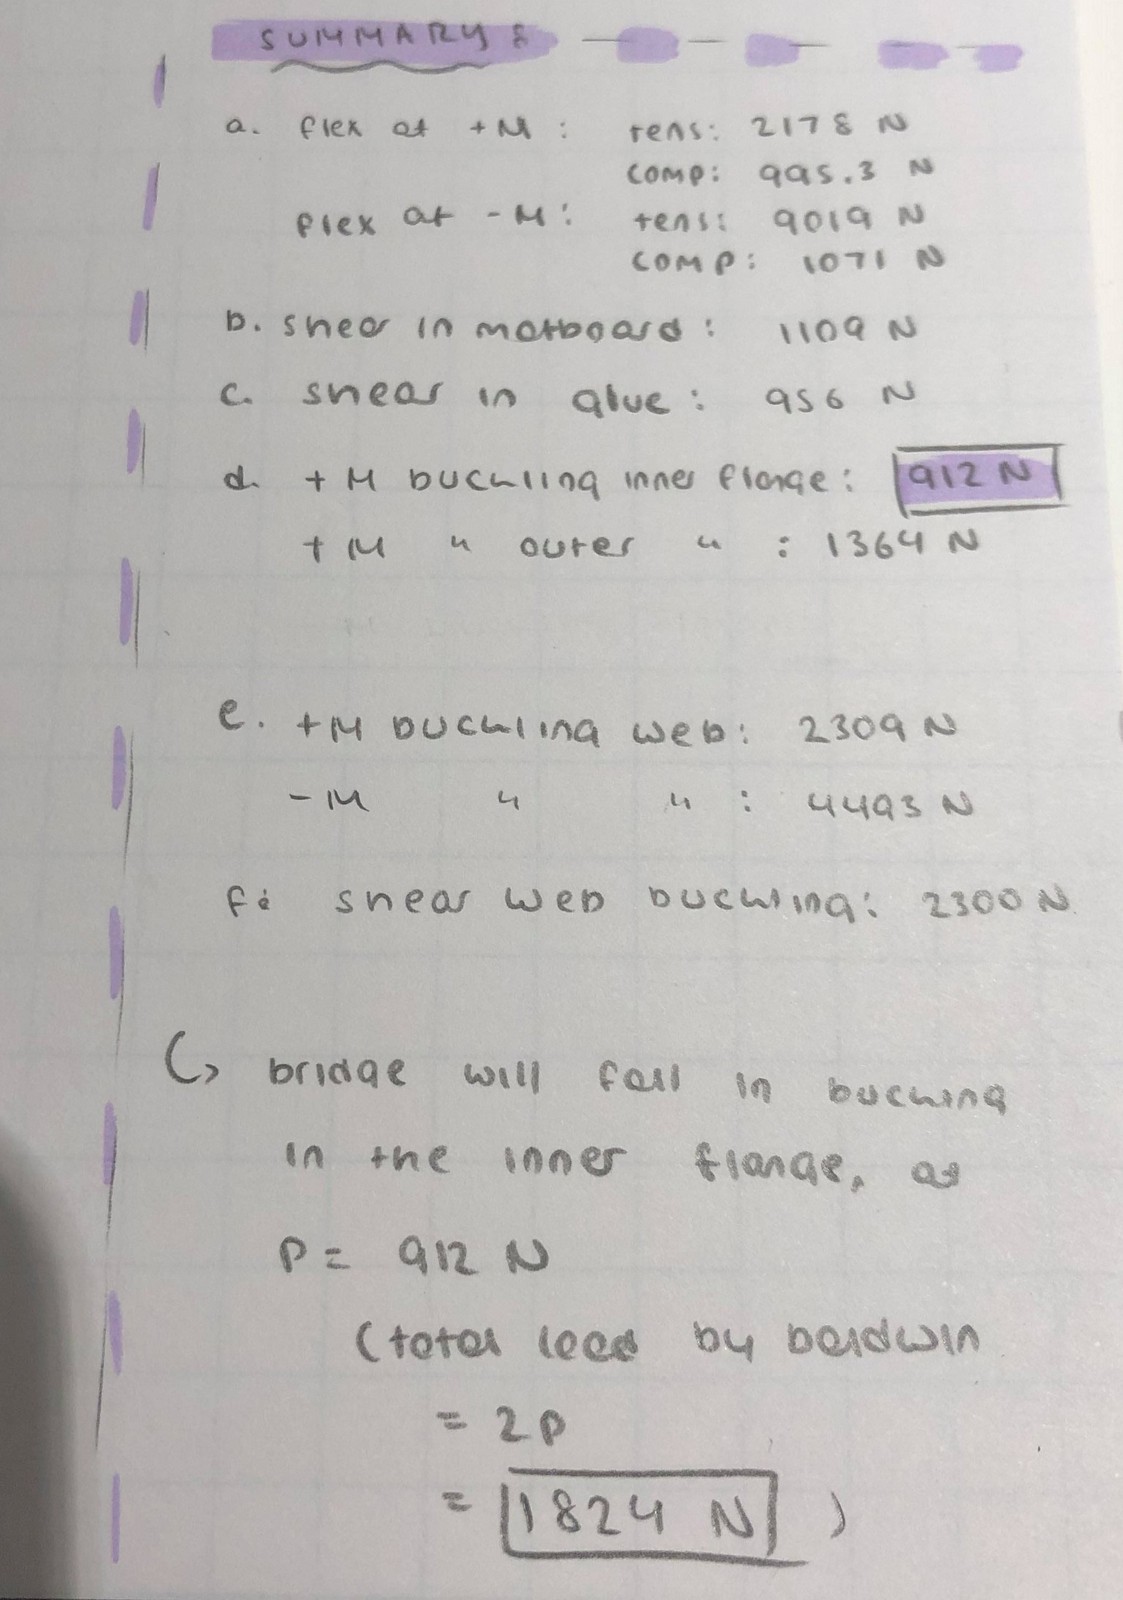 SUMMARY:
a. flex at +M : tens: 2178 N
comp: 995.3 N
flex at -M: tens: 9019 N
comp: 1071 N
b. shear in matboard: 1109 N
c. shear in glue: 956 N
d. +M buckling inner flange: 912 N
+M " outer " : 1364 N
e. +M buckling web: 2309 N
-M " " : 4493 N
f: shear web buckling: 2300 N
↳ bridge will fail in buckling
in the inner flange, at
P = 912 N
(total load by baldwin
= 2P
= 1824 N )